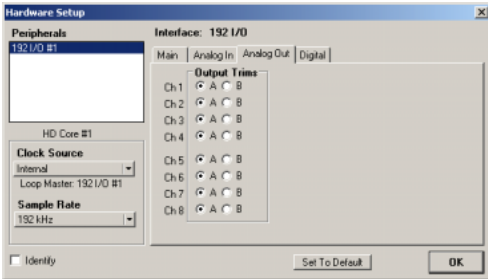 Hardware Setup
Peripherals
192 I/O #1
HD Core #1
Clock Source
Internal
Loop Master: 192 I/O #1
Sample Rate
192 kHz
Identify
Interface: 192 I/O
Main Analog In Analog Out Digital
Output Trims
Ch 1 A B
Ch 2 A B
Ch 3 A B
Ch 4 A B
Ch 5 A B
Ch 6 A B
Ch 7 A B
Ch 8 A B
Set To Default
OK